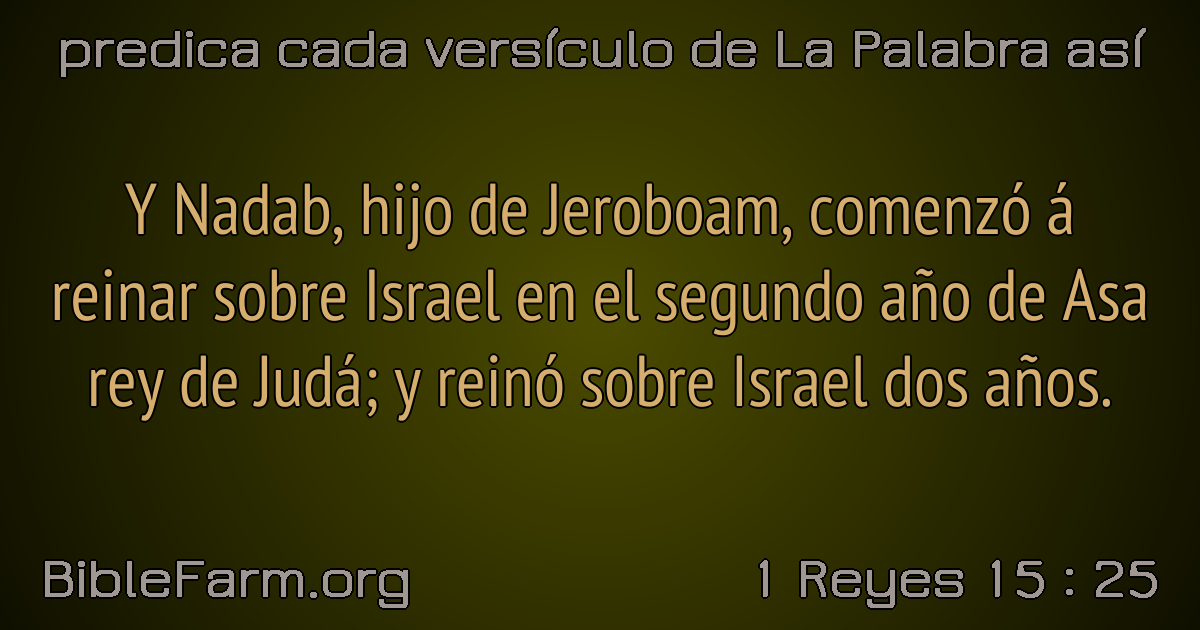 predica cada versículo de La Palabra así
Y Nadab, hijo de Jeroboam, comenzó á
reinar sobre Israel en el segundo año de Asa
rey de Judá; y reinó sobre Israel dos años.
BibleFarm.org
1 Reyes 15 : 25